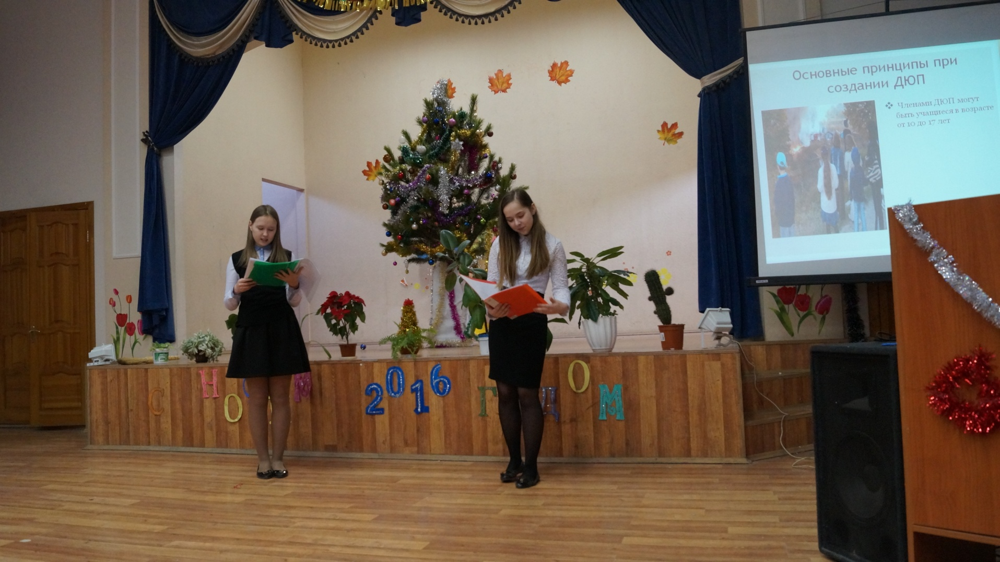 Основные принципы при
создании ДЮП
❖ Членами ДЮП могут
быть учащиеся в возрасте
от 10 до 17 лет
С 2016